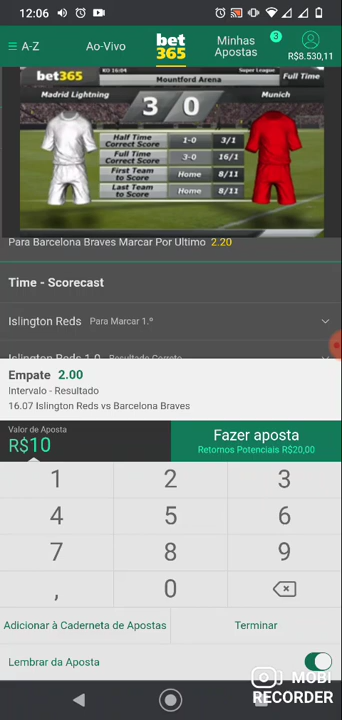 12:06
A-Z
Ao-Vivo
bet365
Minhas Apostas
3
R$8.530,11
bet365
KO 16:04
Mountford Arena
Super League
Full Time
Madrid Lightning
3 0
Munich
Half Time Correct Score 1-0 3/1
Full Time Correct Score 3-0 16/1
First Team to Score Home 8/11
Last Team to Score Home 8/11
Para Barcelona Braves Marcar Por Ultimo 2.20
Time - Scorecast
Islington Reds Para Marcar 1.º
Islington Reds 1-0 Resultado Correto
Empate 2.00
Intervalo - Resultado
16.07 Islington Reds vs Barcelona Braves
Valor de Aposta
R$10
Fazer aposta
Retornos Potenciais R$20,00
1 2 3
4 5 6
7 8 9
, 0
Adicionar à Caderneta de Apostas
Terminar
Lembrar da Aposta
MOBI
RECORDER